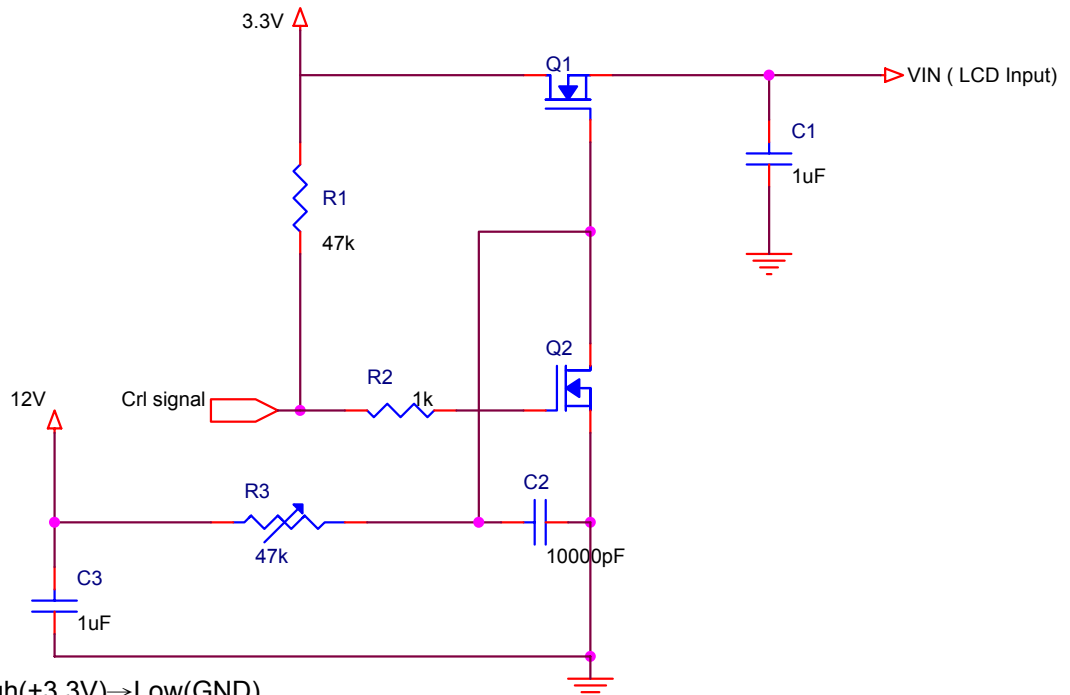 3.3V
Q1
VIN ( LCD Input)
C1
1uF
R1
47k
Q2
R2
1k
12V
Crl signal
C2
R3
47k
10000pF
C3
1uF
(+3.3V)→Low(GND)